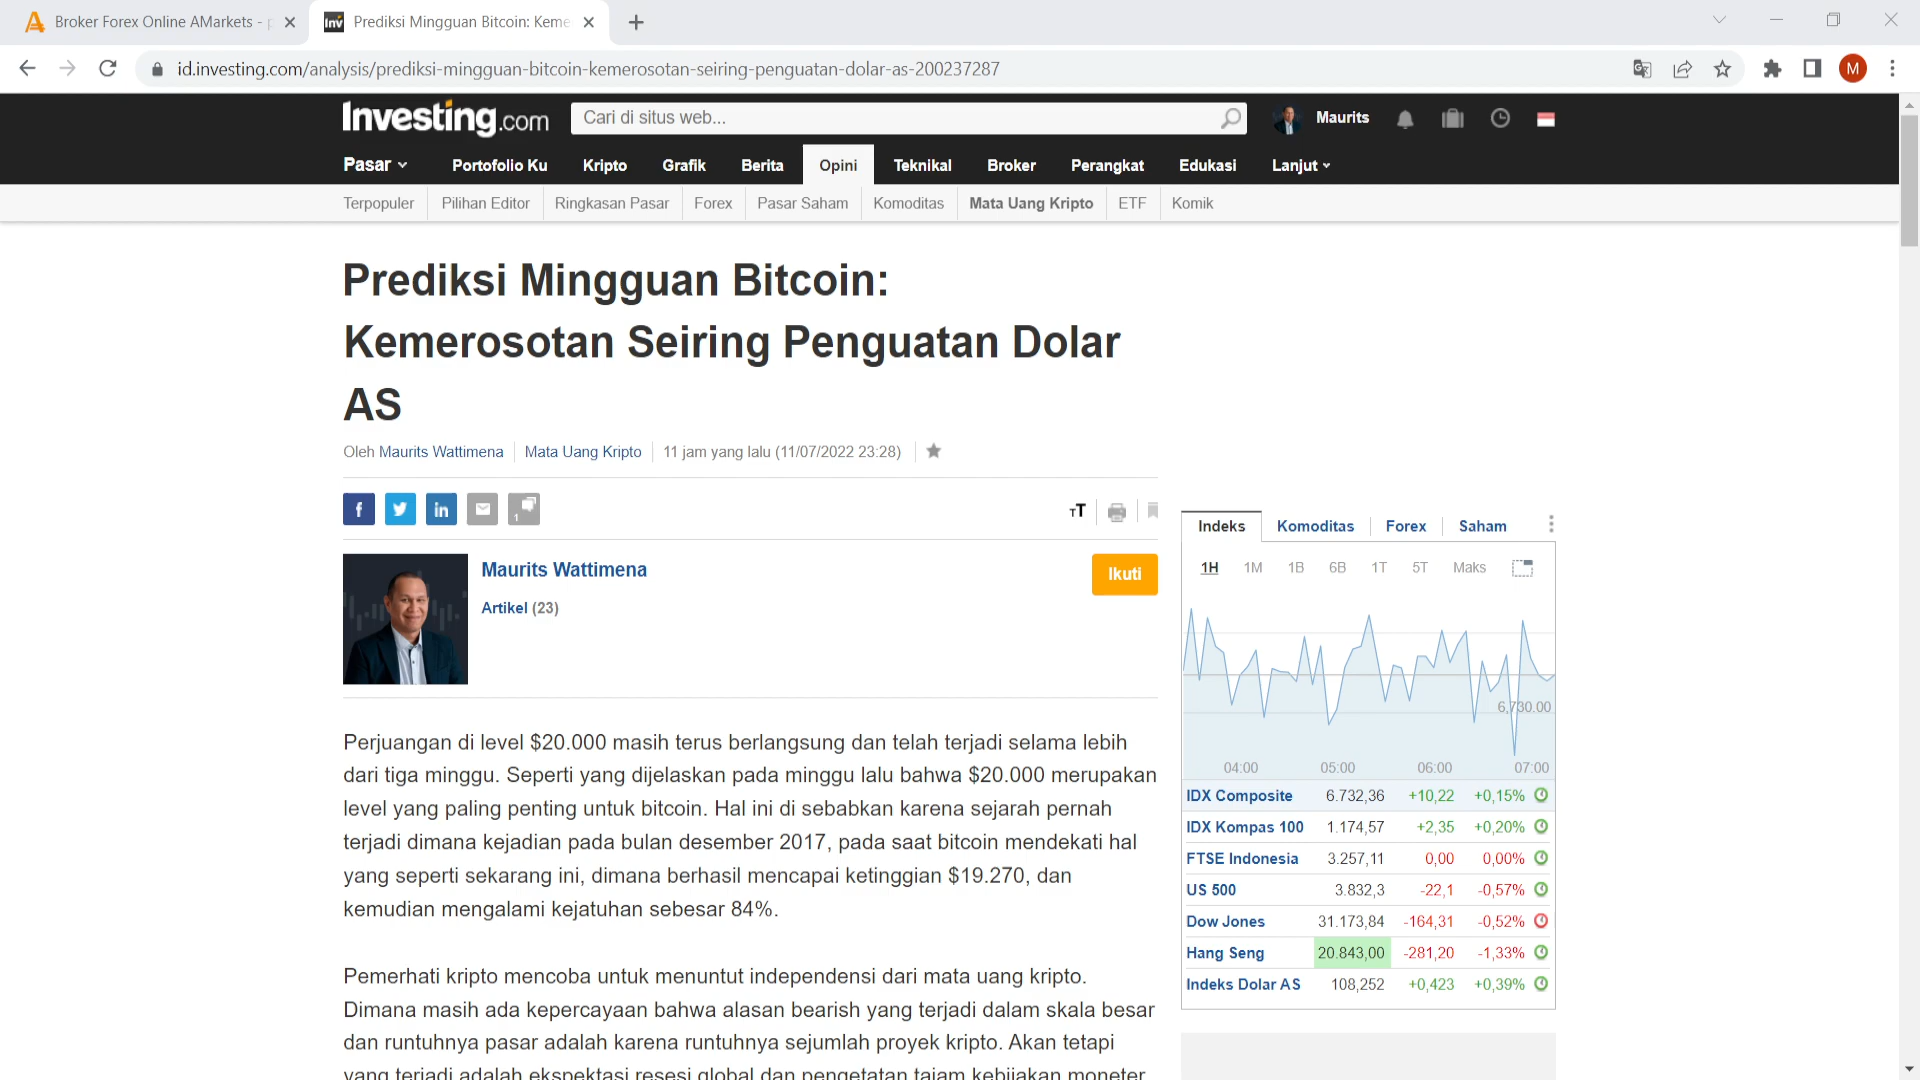 Broker Forex Online AMarkets -
Prediksi Mingguan Bitcoin: Keme
id.investing.com/analysis/prediksi-mingguan-bitcoin-kemerosotan-seiring-penguatan-dolar-as-200237287
M
Investing.com
Cari di situs web...
Maurits
Pasar Portofolio Ku Kripto Grafik Berita Opini Teknikal Broker Perangkat Edukasi Lanjut
Terpopuler Pilihan Editor Ringkasan Pasar Forex Pasar Saham Komoditas Mata Uang Kripto ETF Komik
Prediksi Mingguan Bitcoin:
Kemerosotan Seiring Penguatan Dolar
AS
Oleh Maurits Wattimena Mata Uang Kripto 11 jam yang lalu (11/07/2022 23:28)
f in 1 TT
Maurits Wattimena
Artikel (23)
Ikuti
Perjuangan di level $20.000 masih terus berlangsung dan telah terjadi selama lebih
dari tiga minggu. Seperti yang dijelaskan pada minggu lalu bahwa $20.000 merupakan
level yang paling penting untuk bitcoin. Hal ini di sebabkan karena sejarah pernah
terjadi dimana kejadian pada bulan desember 2017, pada saat bitcoin mendekati hal
yang seperti sekarang ini, dimana berhasil mencapai ketinggian $19.270, dan
kemudian mengalami kejatuhan sebesar 84%.
Pemerhati kripto mencoba untuk menuntut independensi dari mata uang kripto.
Dimana masih ada kepercayaan bahwa alasan bearish yang terjadi dalam skala besar
dan runtuhnya pasar adalah karena runtuhnya sejumlah proyek kripto. Akan tetapi
yang terjadi adalah ekspektasi resesi global dan pengetatan tajam kebijakan moneter
Indeks Komoditas Forex Saham
1H 1M 1B 6B 1T 5T Maks
6,730.00
04:00 05:00 06:00 07:00
IDX Composite 6.732,36 +10,22 +0,15%
IDX Kompas 100 1.174,57 +2,35 +0,20%
FTSE Indonesia 3.257,11 0,00 0,00%
US 500 3.832,3 -22,1 -0,57%
Dow Jones 31.173,84 -164,31 -0,52%
Hang Seng 20.843,00 -281,20 -1,33%
Indeks Dolar AS 108,252 +0,423 +0,39%